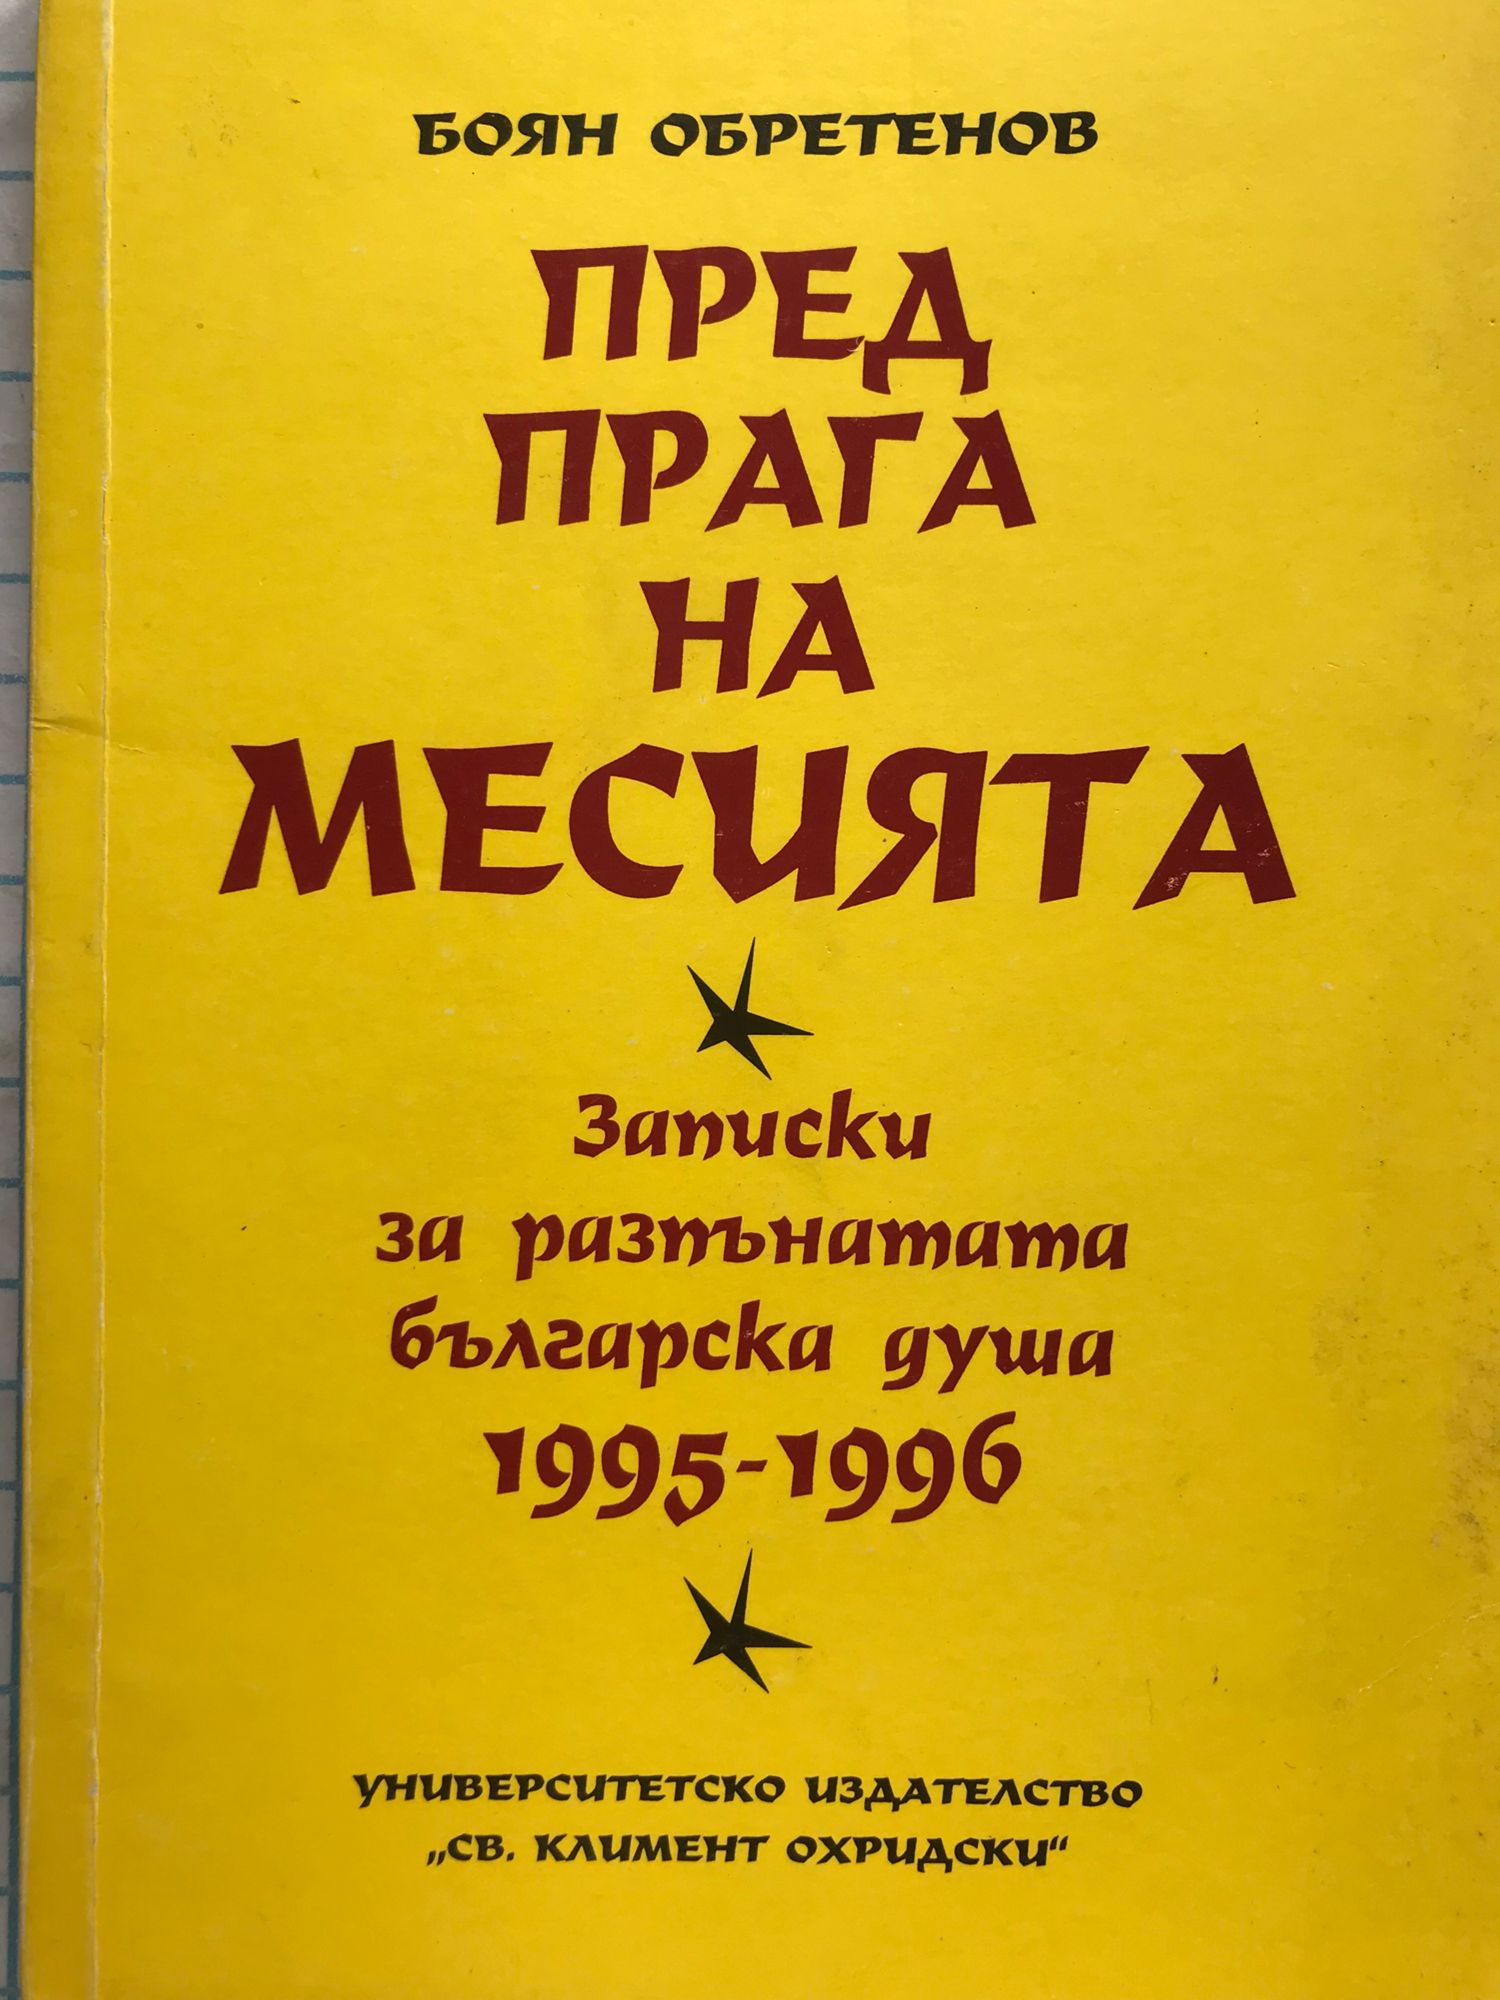 БОЯН ОБРЕТЕНОВ
ПРЕД
ПРАГА
НА
МЕСИЯТА
Записки
за разпънатата
българска душа
1995-1996
УНИВЕРСИТЕТСКО ИЗДАТЕЛСТВО
„СВ. КЛИМЕНТ ОХРИДСКИ“